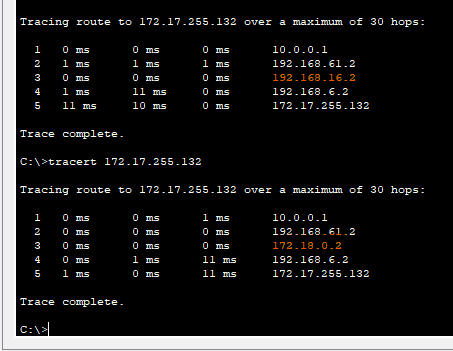 Tracing route to 172.17.255.132 over a maximum of 30 hops:
1 0 ms 0 ms 0 ms 10.0.0.1
2 1 ms 1 ms 1 ms 192.168.61.2
3 0 ms 0 ms 0 ms 192.168.16.2
4 1 ms 11 ms 0 ms 192.168.6.2
5 11 ms 10 ms 0 ms 172.17.255.132
Trace complete.
C:\>tracert 172.17.255.132
Tracing route to 172.17.255.132 over a maximum of 30 hops:
1 0 ms 0 ms 1 ms 10.0.0.1
2 0 ms 0 ms 0 ms 192.168.61.2
3 0 ms 0 ms 0 ms 172.18.0.2
4 0 ms 1 ms 11 ms 192.168.6.2
5 1 ms 0 ms 11 ms 172.17.255.132
Trace complete.
C:\>